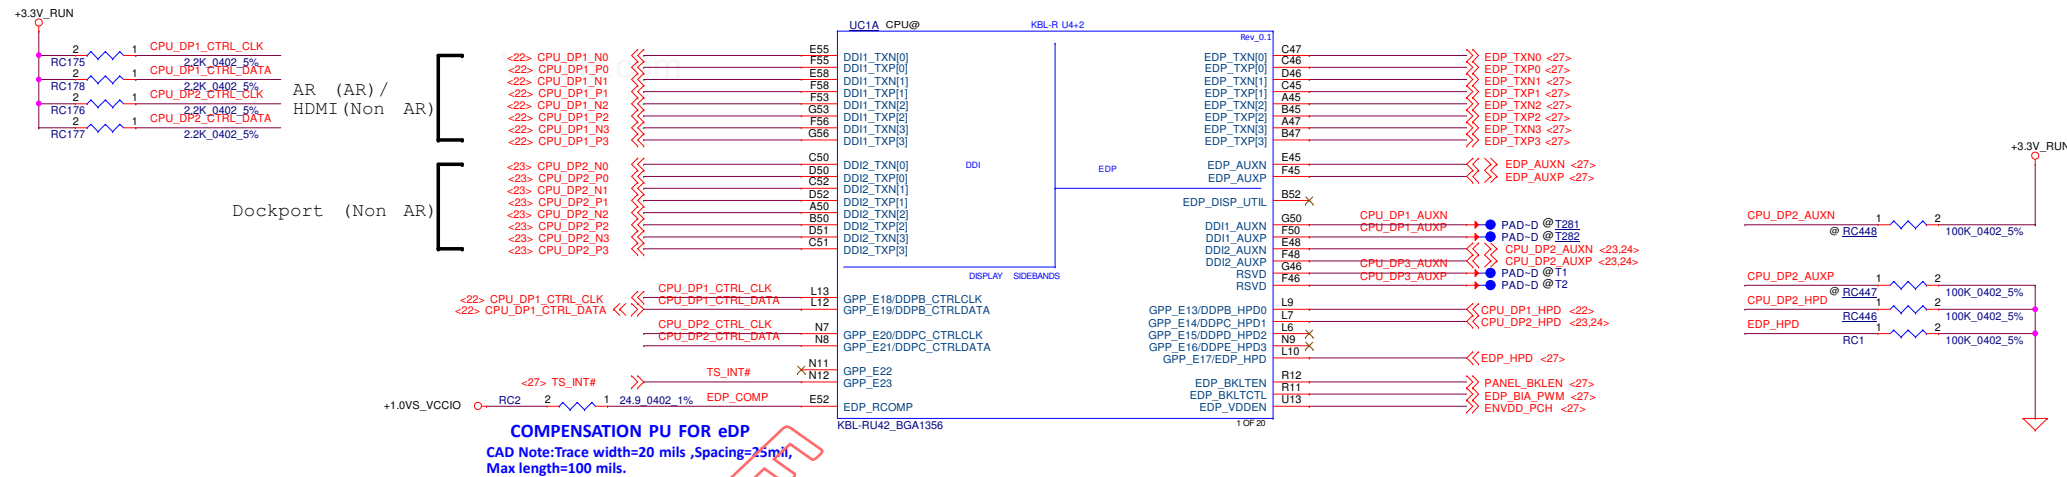 +3.3V_RUN
2 1 CPU_DP1_CTRL_CLK
RC175 2.2K_0402_5%
2 1 CPU_DP1_CTRL_DATA
RC178 2.2K_0402_5%
2 1 CPU_DP2_CTRL_CLK
RC176 2.2K_0402_5%
2 1 CPU_DP2_CTRL_DATA
RC177 2.2K_0402_5%
AR (AR)/
HDMI(Non AR)
Dockport (Non AR)
UC1A CPU@
KBL-R U4+2
Rev_0.1
<22> CPU_DP1_N0 E55 DDI1_TXN[0]
<22> CPU_DP1_P0 F55 DDI1_TXP[0]
<22> CPU_DP1_N1 E58 DDI1_TXN[1]
<22> CPU_DP1_P1 F58 DDI1_TXP[1]
<22> CPU_DP1_N2 F53 DDI1_TXN[2]
<22> CPU_DP1_P2 G53 DDI1_TXP[2]
<22> CPU_DP1_N3 F56 DDI1_TXN[3]
<22> CPU_DP1_P3 G56 DDI1_TXP[3]
<23> CPU_DP2_N0 C50 DDI2_TXN[0]
<23> CPU_DP2_P0 D50 DDI2_TXP[0]
<23> CPU_DP2_N1 C52 DDI2_TXN[1]
<23> CPU_DP2_P1 D52 DDI2_TXP[1]
<23> CPU_DP2_N2 A50 DDI2_TXN[2]
<23> CPU_DP2_P2 B50 DDI2_TXP[2]
<23> CPU_DP2_N3 D51 DDI2_TXN[3]
<23> CPU_DP2_P3 C51 DDI2_TXP[3]
DDI
EDP
DISPLAY SIDEBANDS
<22> CPU_DP1_CTRL_CLK CPU_DP1_CTRL_CLK L13 GPP_E18/DDPB_CTRLCLK
<22> CPU_DP1_CTRL_DATA CPU_DP1_CTRL_DATA L12 GPP_E19/DDPB_CTRLDATA
CPU_DP2_CTRL_CLK N7 GPP_E20/DDPC_CTRLCLK
CPU_DP2_CTRL_DATA N8 GPP_E21/DDPC_CTRLDATA
N11 GPP_E22
<27> TS_INT# TS_INT# N12 GPP_E23
+1.0VS_VCCIO RC2 2 1 24.9_0402_1% EDP_COMP E52 EDP_RCOMP
KBL-RU42_BGA1356
1 OF 20
COMPENSATION PU FOR eDP
CAD Note:Trace width=20 mils ,Spacing=25mil,
Max length=100 mils.
EDP_TXN[0] C47 EDP_TXN0 <27>
EDP_TXP[0] C46 EDP_TXP0 <27>
EDP_TXN[1] D46 EDP_TXN1 <27>
EDP_TXP[1] C45 EDP_TXP1 <27>
EDP_TXN[2] A45 EDP_TXN2 <27>
EDP_TXP[2] B45 EDP_TXP2 <27>
EDP_TXN[3] A47 EDP_TXN3 <27>
EDP_TXP[3] B47 EDP_TXP3 <27>
EDP_AUXN E45 EDP_AUXN <27>
EDP_AUXP F45 EDP_AUXP <27>
EDP_DISP_UTIL B52
DDI1_AUXN G50 CPU_DP1_AUXN PAD~D @ T281
DDI1_AUXP F50 CPU_DP1_AUXP PAD~D @ T282
DDI2_AUXN E48 CPU_DP2_AUXN <23,24>
DDI2_AUXP F48 CPU_DP2_AUXP <23,24>
RSVD G46 CPU_DP3_AUXN PAD~D @ T1
RSVD F46 CPU_DP3_AUXP PAD~D @ T2
GPP_E13/DDPB_HPD0 L9 CPU_DP1_HPD <22>
GPP_E14/DDPC_HPD1 L7 CPU_DP2_HPD <23,24>
GPP_E15/DDPD_HPD2 L6
GPP_E16/DDPE_HPD3 N9
GPP_E17/EDP_HPD L10 EDP_HPD <27>
EDP_BKLTEN R12 PANEL_BKLEN <27>
EDP_BKLTCTL R11 EDP_BIA_PWM <27>
EDP_VDDEN U13 ENVDD_PCH <27>
+3.3V_RUN
CPU_DP2_AUXN 1 2
@ RC448 100K_0402_5%
CPU_DP2_AUXP 1 2
@ RC447 100K_0402_5%
CPU_DP2_HPD 1 2
RC446 100K_0402_5%
EDP_HPD 1 2
RC1 100K_0402_5%